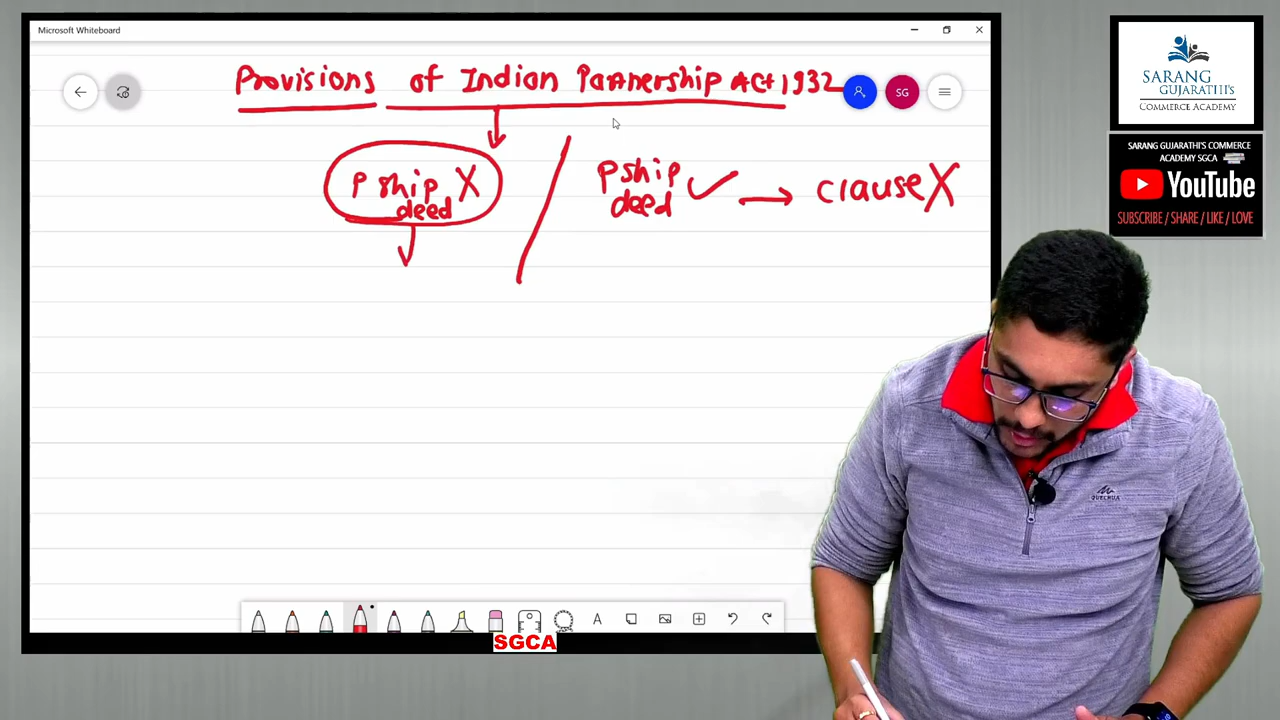 Microsoft Whiteboard
Provisions of Indian Partnership Act 1932
SG
P ship X
deed
Pship
deed
clause X
A
SGCA
SARANG
GUJARATHI'S
COMMERCE ACADEMY
SARANG GUJARATHI'S COMMERCE
ACADEMY SGCA
YouTube
SUBSCRIBE / SHARE / LIKE / LOVE
QUECHUA